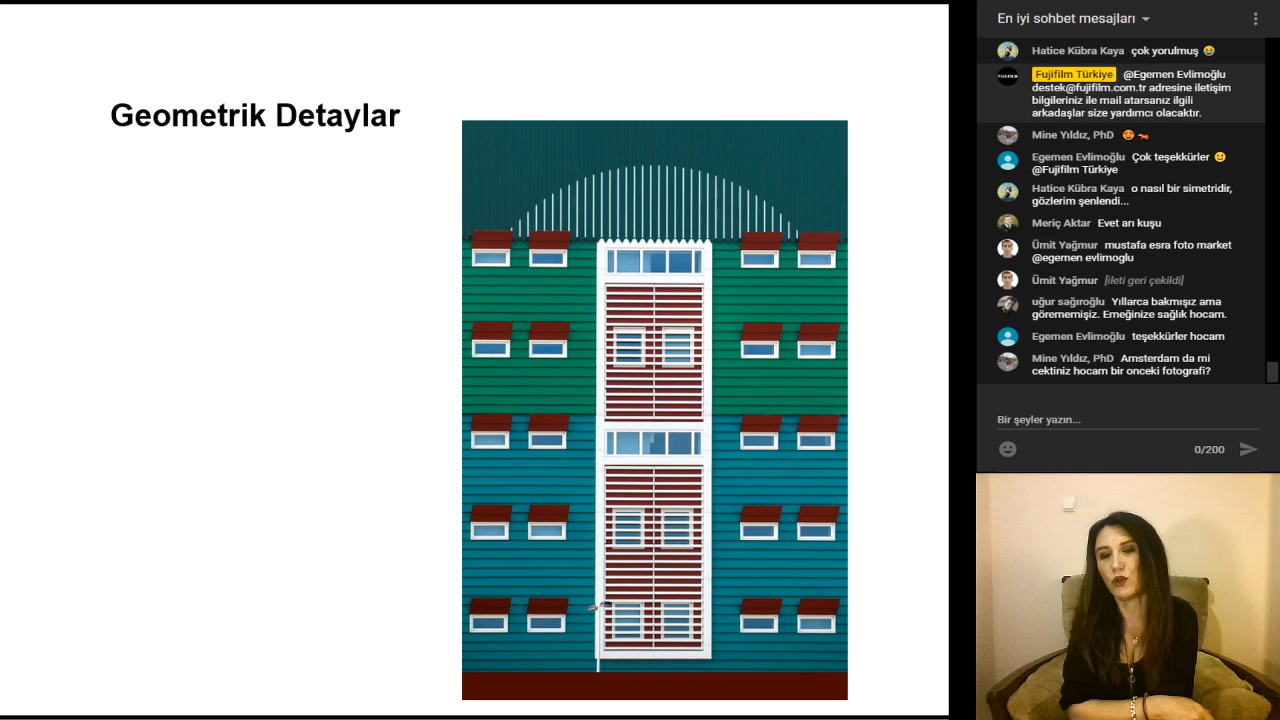 Geometrik Detaylar
En iyi sohbet mesajları
Hatice Kübra Kaya çok yorulmuş 😂
FUJIFILM
Fujifilm Türkiye @Egemen Evlimoğlu
destek@fujifilm.com.tr adresine iletişim
bilgileriniz ile mail atarsanız ilgili
arkadaşlar size yardımcı olacaktır.
Mine Yıldız, PhD 😍 🐅
Egemen Evlimoğlu Çok teşekkürler 😃
@Fujifilm Türkiye
Hatice Kübra Kaya o nasıl bir simetridir,
gözlerim şenlendi...
Meriç Aktar Evet arı kuşu
Ümit Yağmur mustafa esra foto market
@egemen evlimoglu
Ümit Yağmur [ileti geri çekildi]
uğur sağıroğlu Yıllarca bakmışız ama
görememişiz. Emeğinize sağlık hocam.
Egemen Evlimoğlu teşekkürler hocam
Mine Yıldız, PhD Amsterdam da mi
cektiniz hocam bir onceki fotografi?
Bir şeyler yazın...
0/200